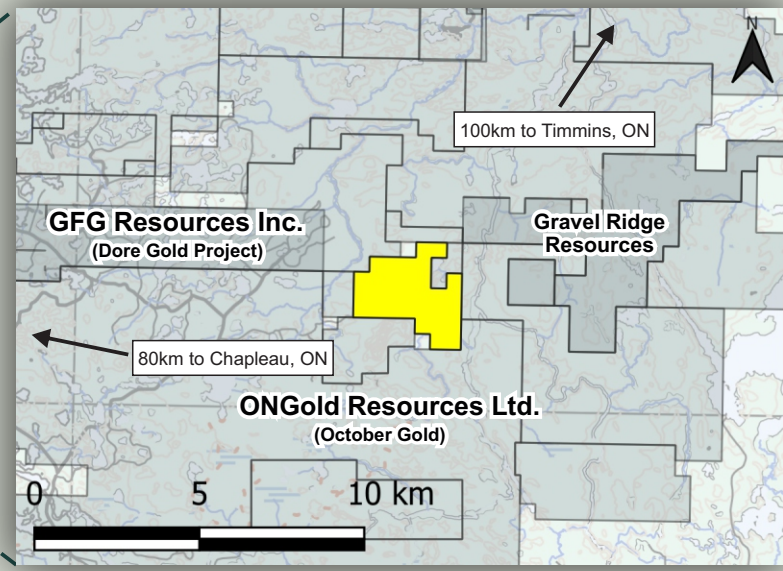 N
100km to Timmins, ON
GFG Resources Inc.
(Dore Gold Project)
Gravel Ridge
Resources
80km to Chapleau, ON
ONGold Resources Ltd.
(October Gold)
0 5 10 km